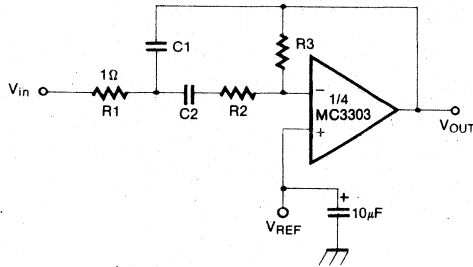 C1
R3
1Ω
Vin
R1
C2
R2
−
1/4
MC3303
+
VOUT
+
10μF
VREF